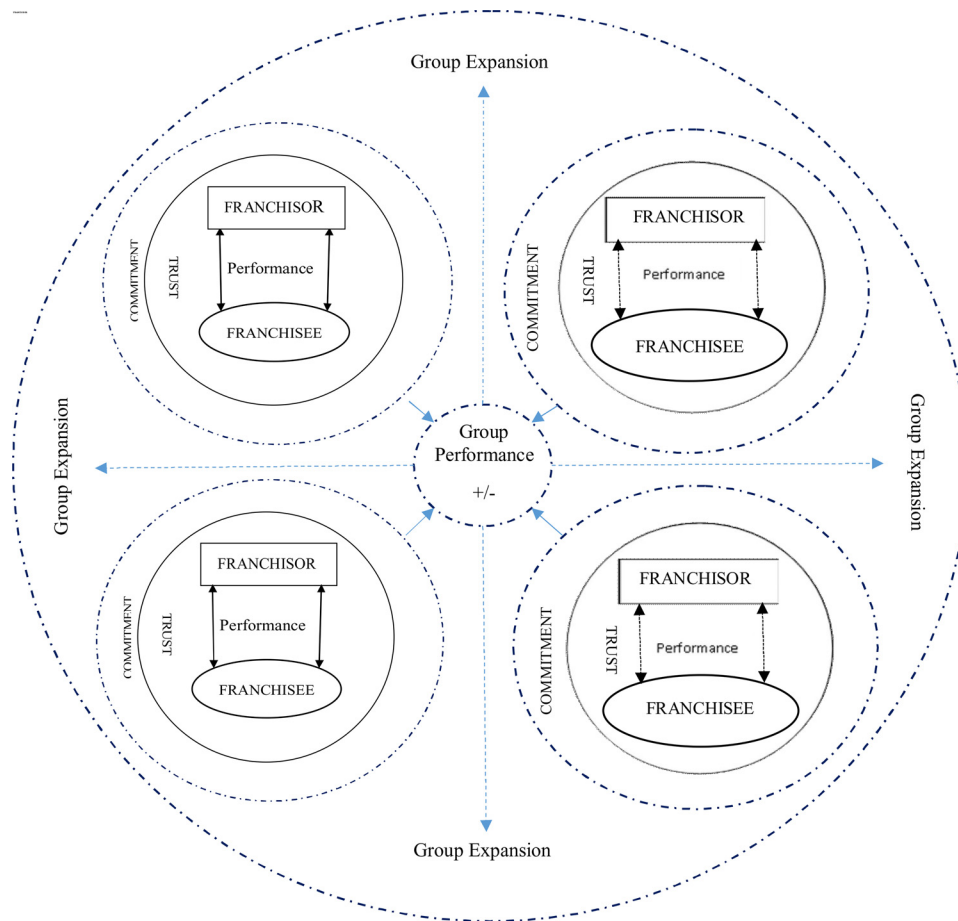 Group Expansion
FRANCHISOR
Performance
FRANCHISEE
TRUST
COMMITMENT
FRANCHISOR
Performance
FRANCHISEE
TRUST
COMMITMENT
Group Expansion
Group
Performance
+/-
Group Expansion
FRANCHISOR
Performance
FRANCHISEE
TRUST
COMMITMENT
FRANCHISOR
Performance
FRANCHISEE
TRUST
COMMITMENT
Group Expansion